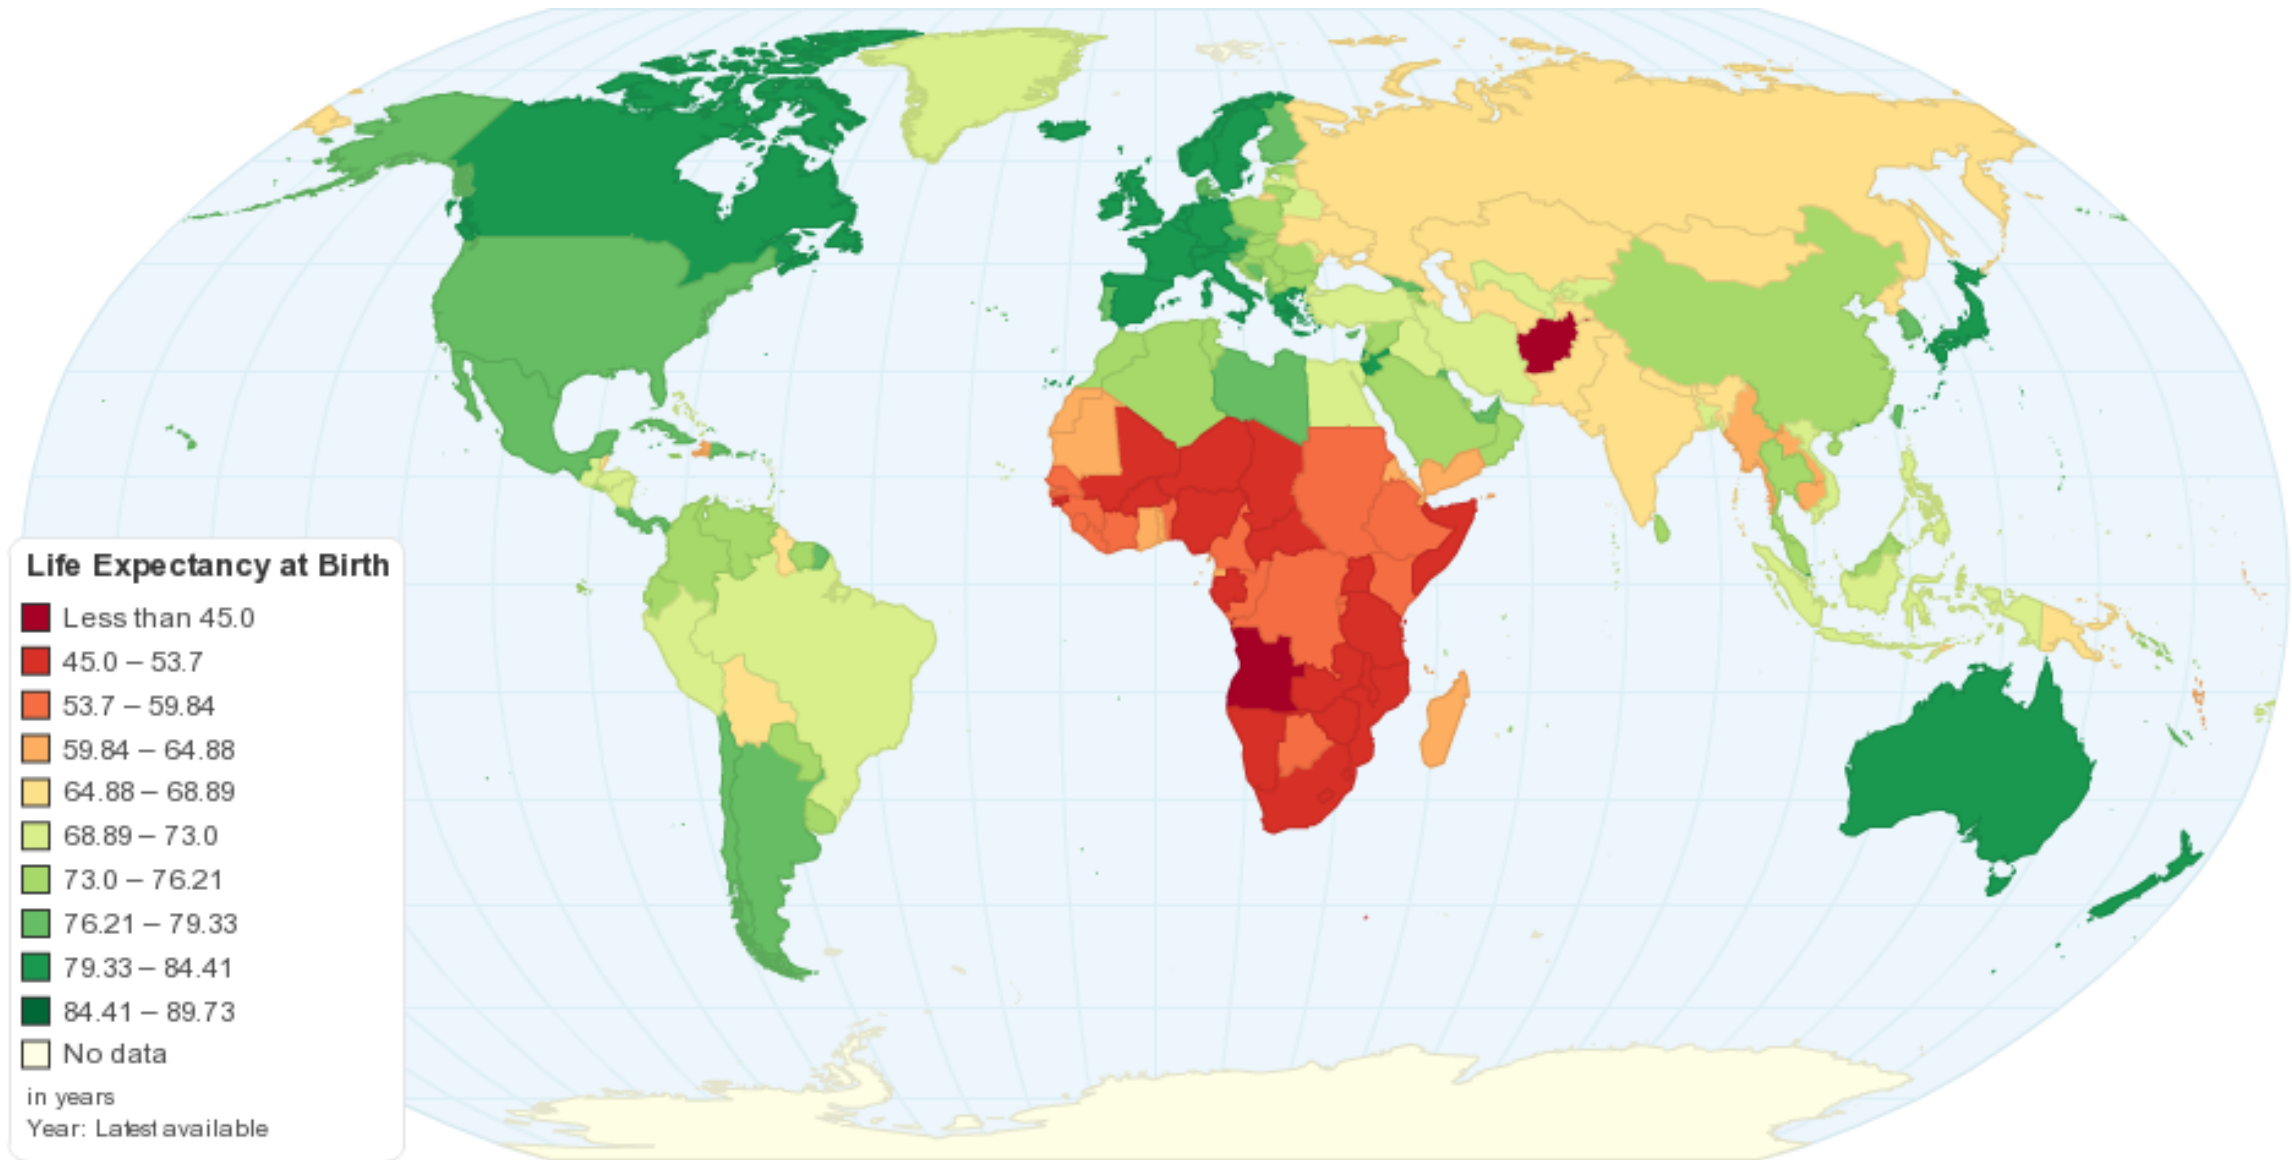 Life Expectancy at Birth
Less than 45.0
45.0 – 53.7
53.7 – 59.84
59.84 – 64.88
64.88 – 68.89
68.89 – 73.0
73.0 – 76.21
76.21 – 79.33
79.33 – 84.41
84.41 – 89.73
No data
in years
Year: Latest available